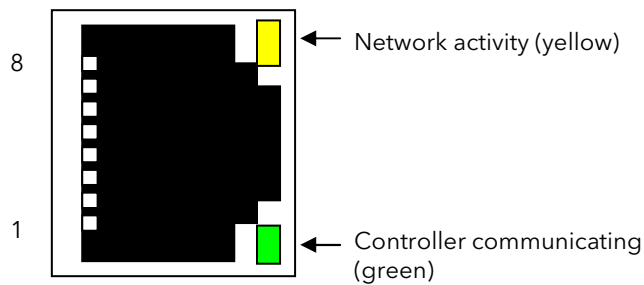 8
Network activity (yellow)
1
Controller communicating
(green)